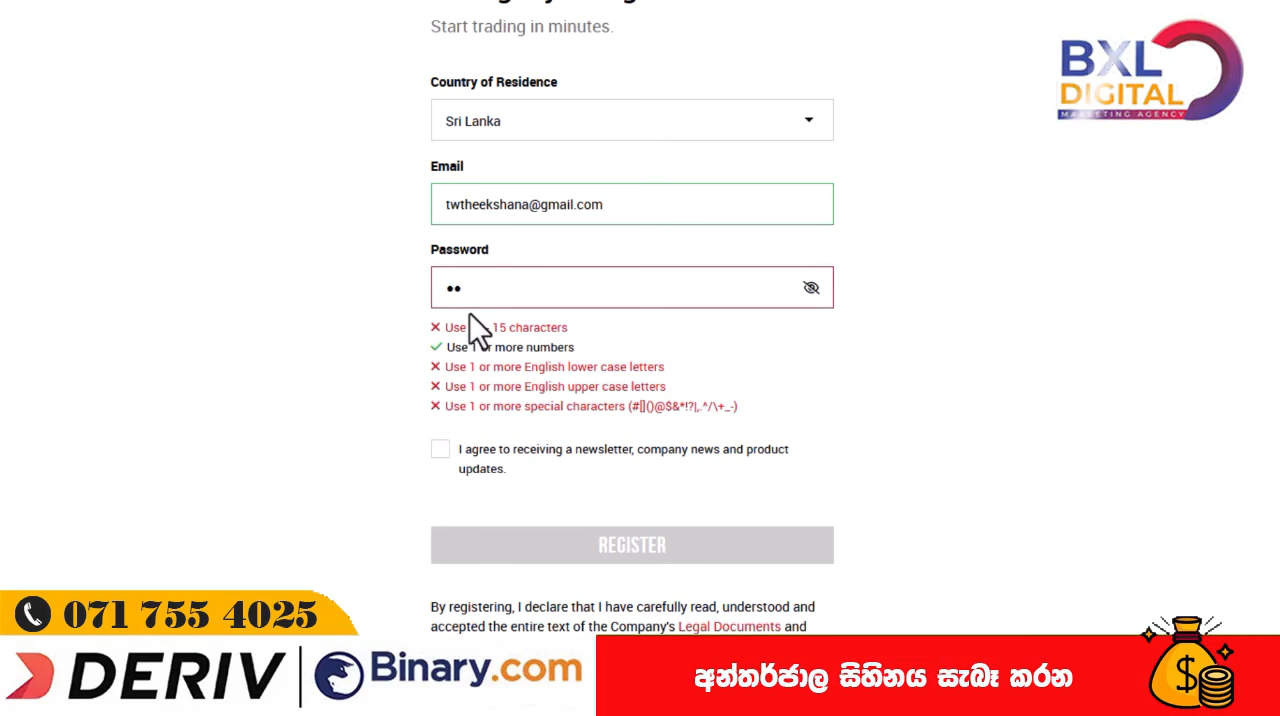 Start trading in minutes.
BXL
DIGITAL
MARKETING AGENCY
Country of Residence
Sri Lanka
Email
twtheekshana@gmail.com
Password
Use 15 characters
Use 1 or more numbers
Use 1 or more English lower case letters
Use 1 or more English upper case letters
Use 1 or more special characters (#[]()@$&*!?|,.^/\+_-)
I agree to receiving a newsletter, company news and product
updates.
REGISTER
By registering, I declare that I have carefully read, understood and
accepted the entire text of the Company's Legal Documents and
071 755 4025
DERIV
Binary.com
අන්තර්ජාල සිහිනය සැබෑ කරන
$